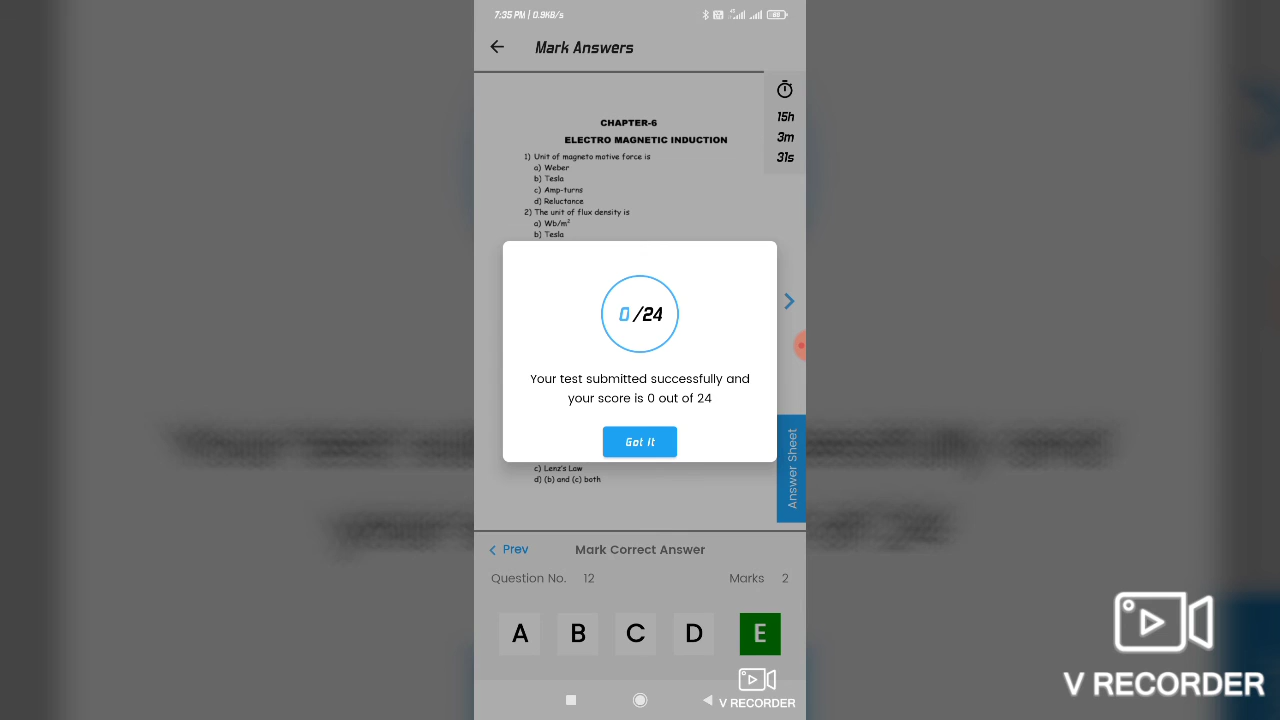 7:35 PM | 0.9KB/s
4G
80
Mark Answers
15h
3m
31s
CHAPTER-6
ELECTRO MAGNETIC INDUCTION
1) Unit of magneto motive force is
a) Weber
b) Tesla
c) Amp-turns
d) Reluctance
2) The unit of flux density is
a) Wb/m²
b) Tesla
0/24
Your test submitted successfully and
your score is 0 out of 24
Got It
Answer Sheet
c) Lenz's Law
d) (b) and (c) both
Prev
Mark Correct Answer
Question No. 12
Marks 2
A B C D E
V RECORDER
V RECORDER